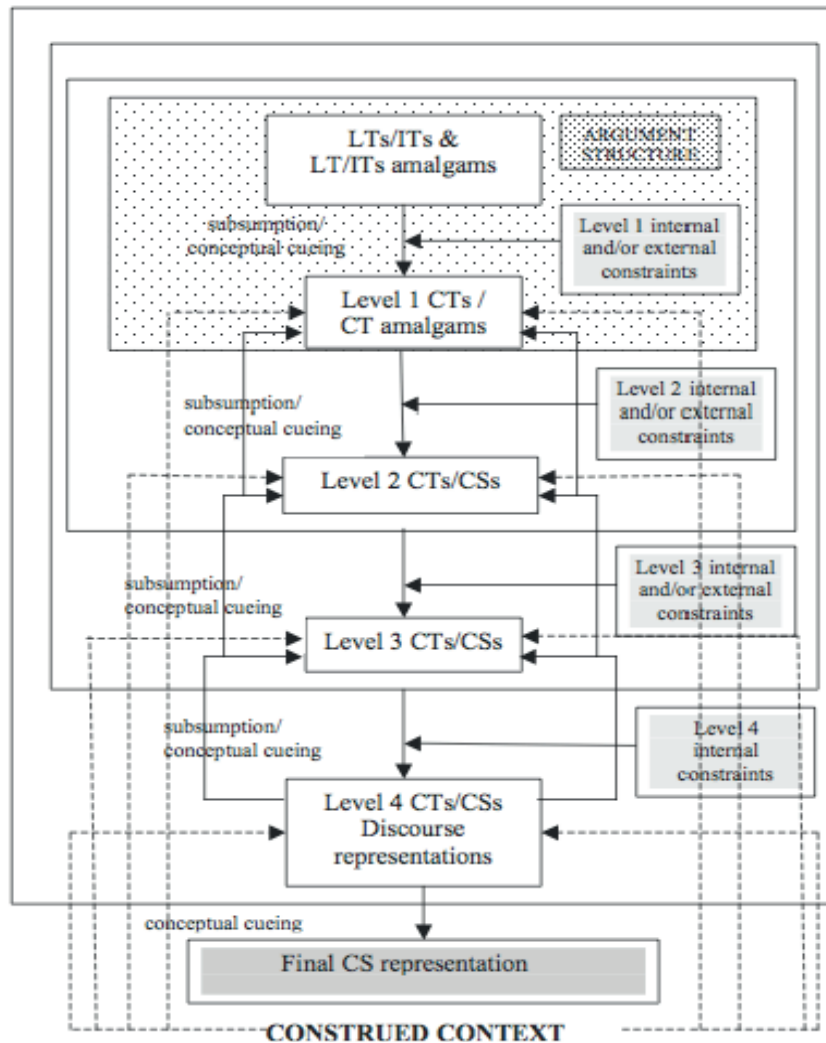 LTs/ITs &
LT/ITs amalgams
ARGUMENT
STRUCTURE
subsumption/
conceptual cueing
Level 1 internal
and/or external
constraints
Level 1 CTs /
CT amalgams
subsumption/
conceptual cueing
Level 2 internal
and/or external
constraints
Level 2 CTs/CSs
subsumption/
conceptual cueing
Level 3 internal
and/or external
constraints
Level 3 CTs/CSs
subsumption/
conceptual cueing
Level 4
internal
constraints
Level 4 CTs/CSs
Discourse
representations
conceptual cueing
Final CS representation
CONSTRUED CONTEXT